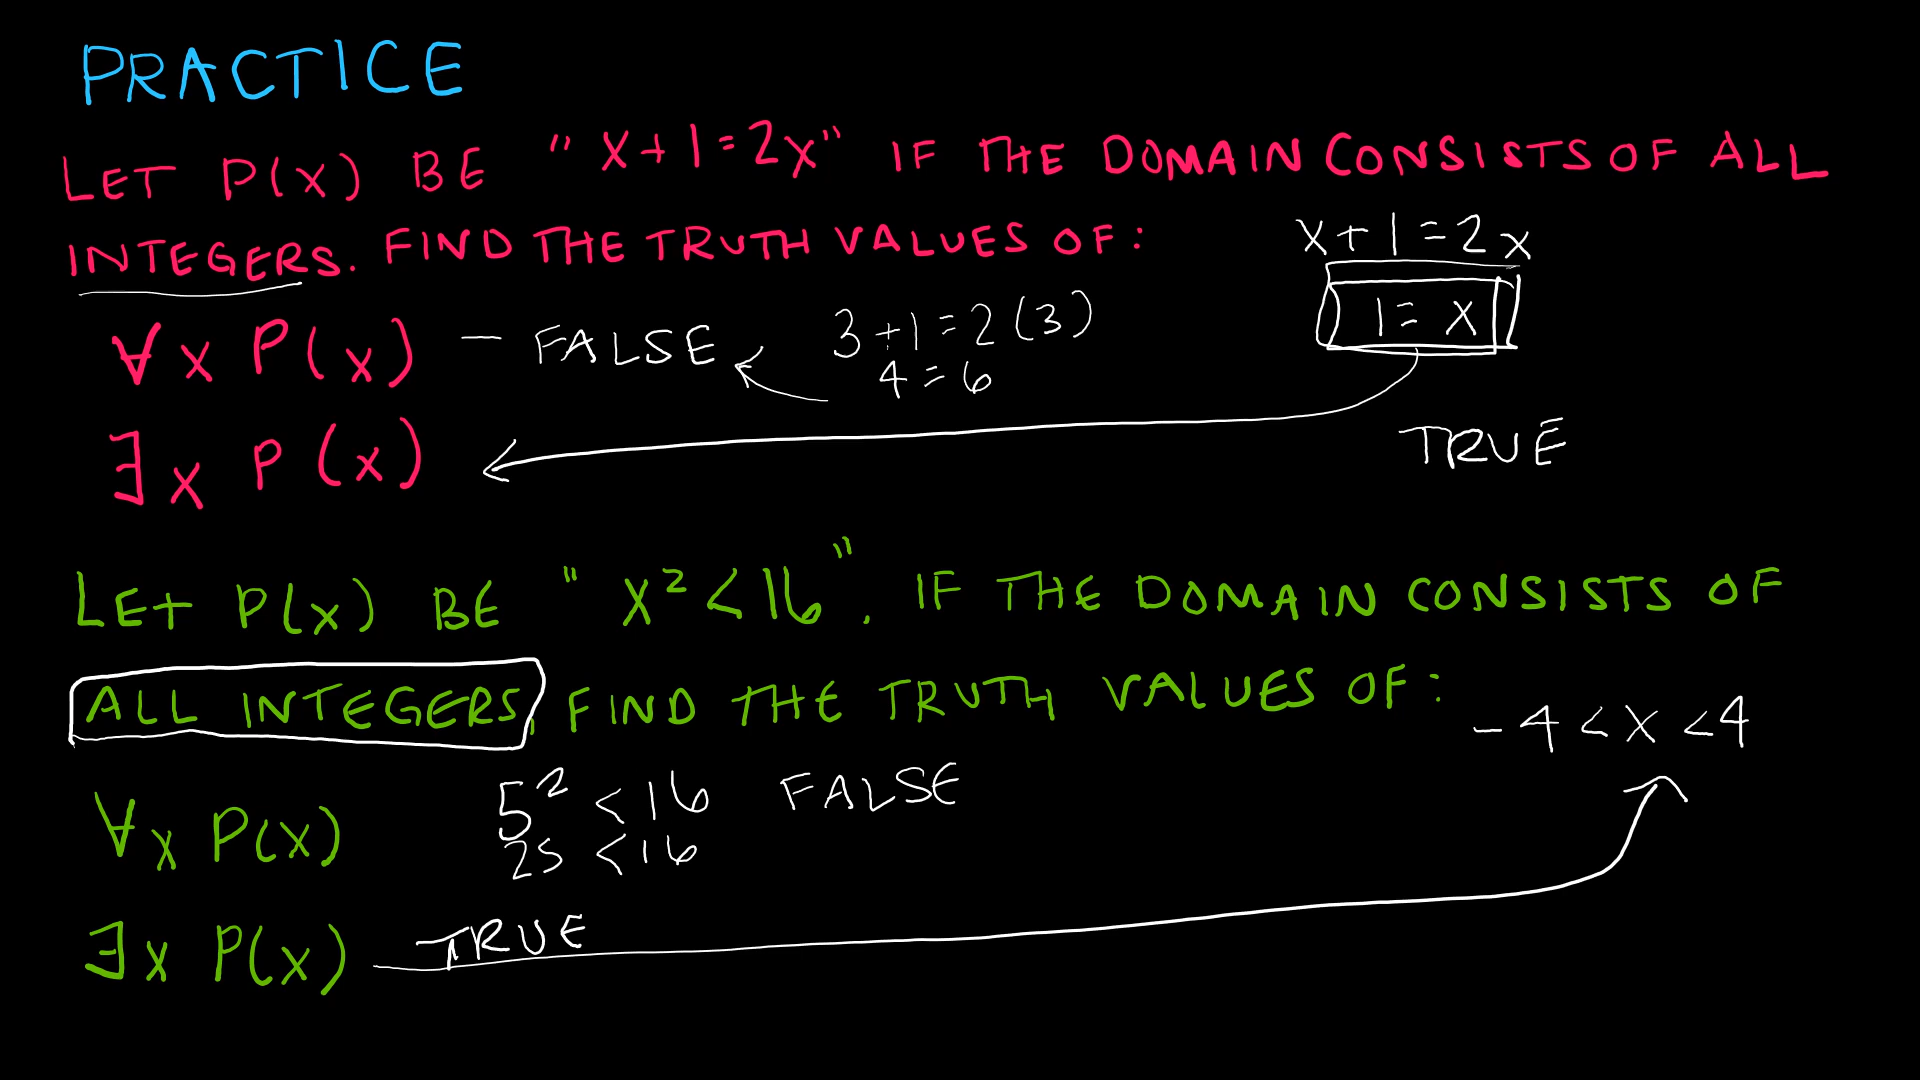 PRACTICE
LET P(x) BE "x+1=2x" IF THE DOMAIN CONSISTS OF ALL
INTEGERS. FIND THE TRUTH VALUES OF:
x+1=2x
1=x
∀x P(x) — FALSE
3+1=2(3)
4=6
∃x P(x)
TRUE
LET P(x) BE "x²<16". IF THE DOMAIN CONSISTS OF
ALL INTEGERS, FIND THE TRUTH VALUES OF:
-4<x<4
∀x P(x) 5²<16 FALSE
25<16
∃x P(x) TRUE